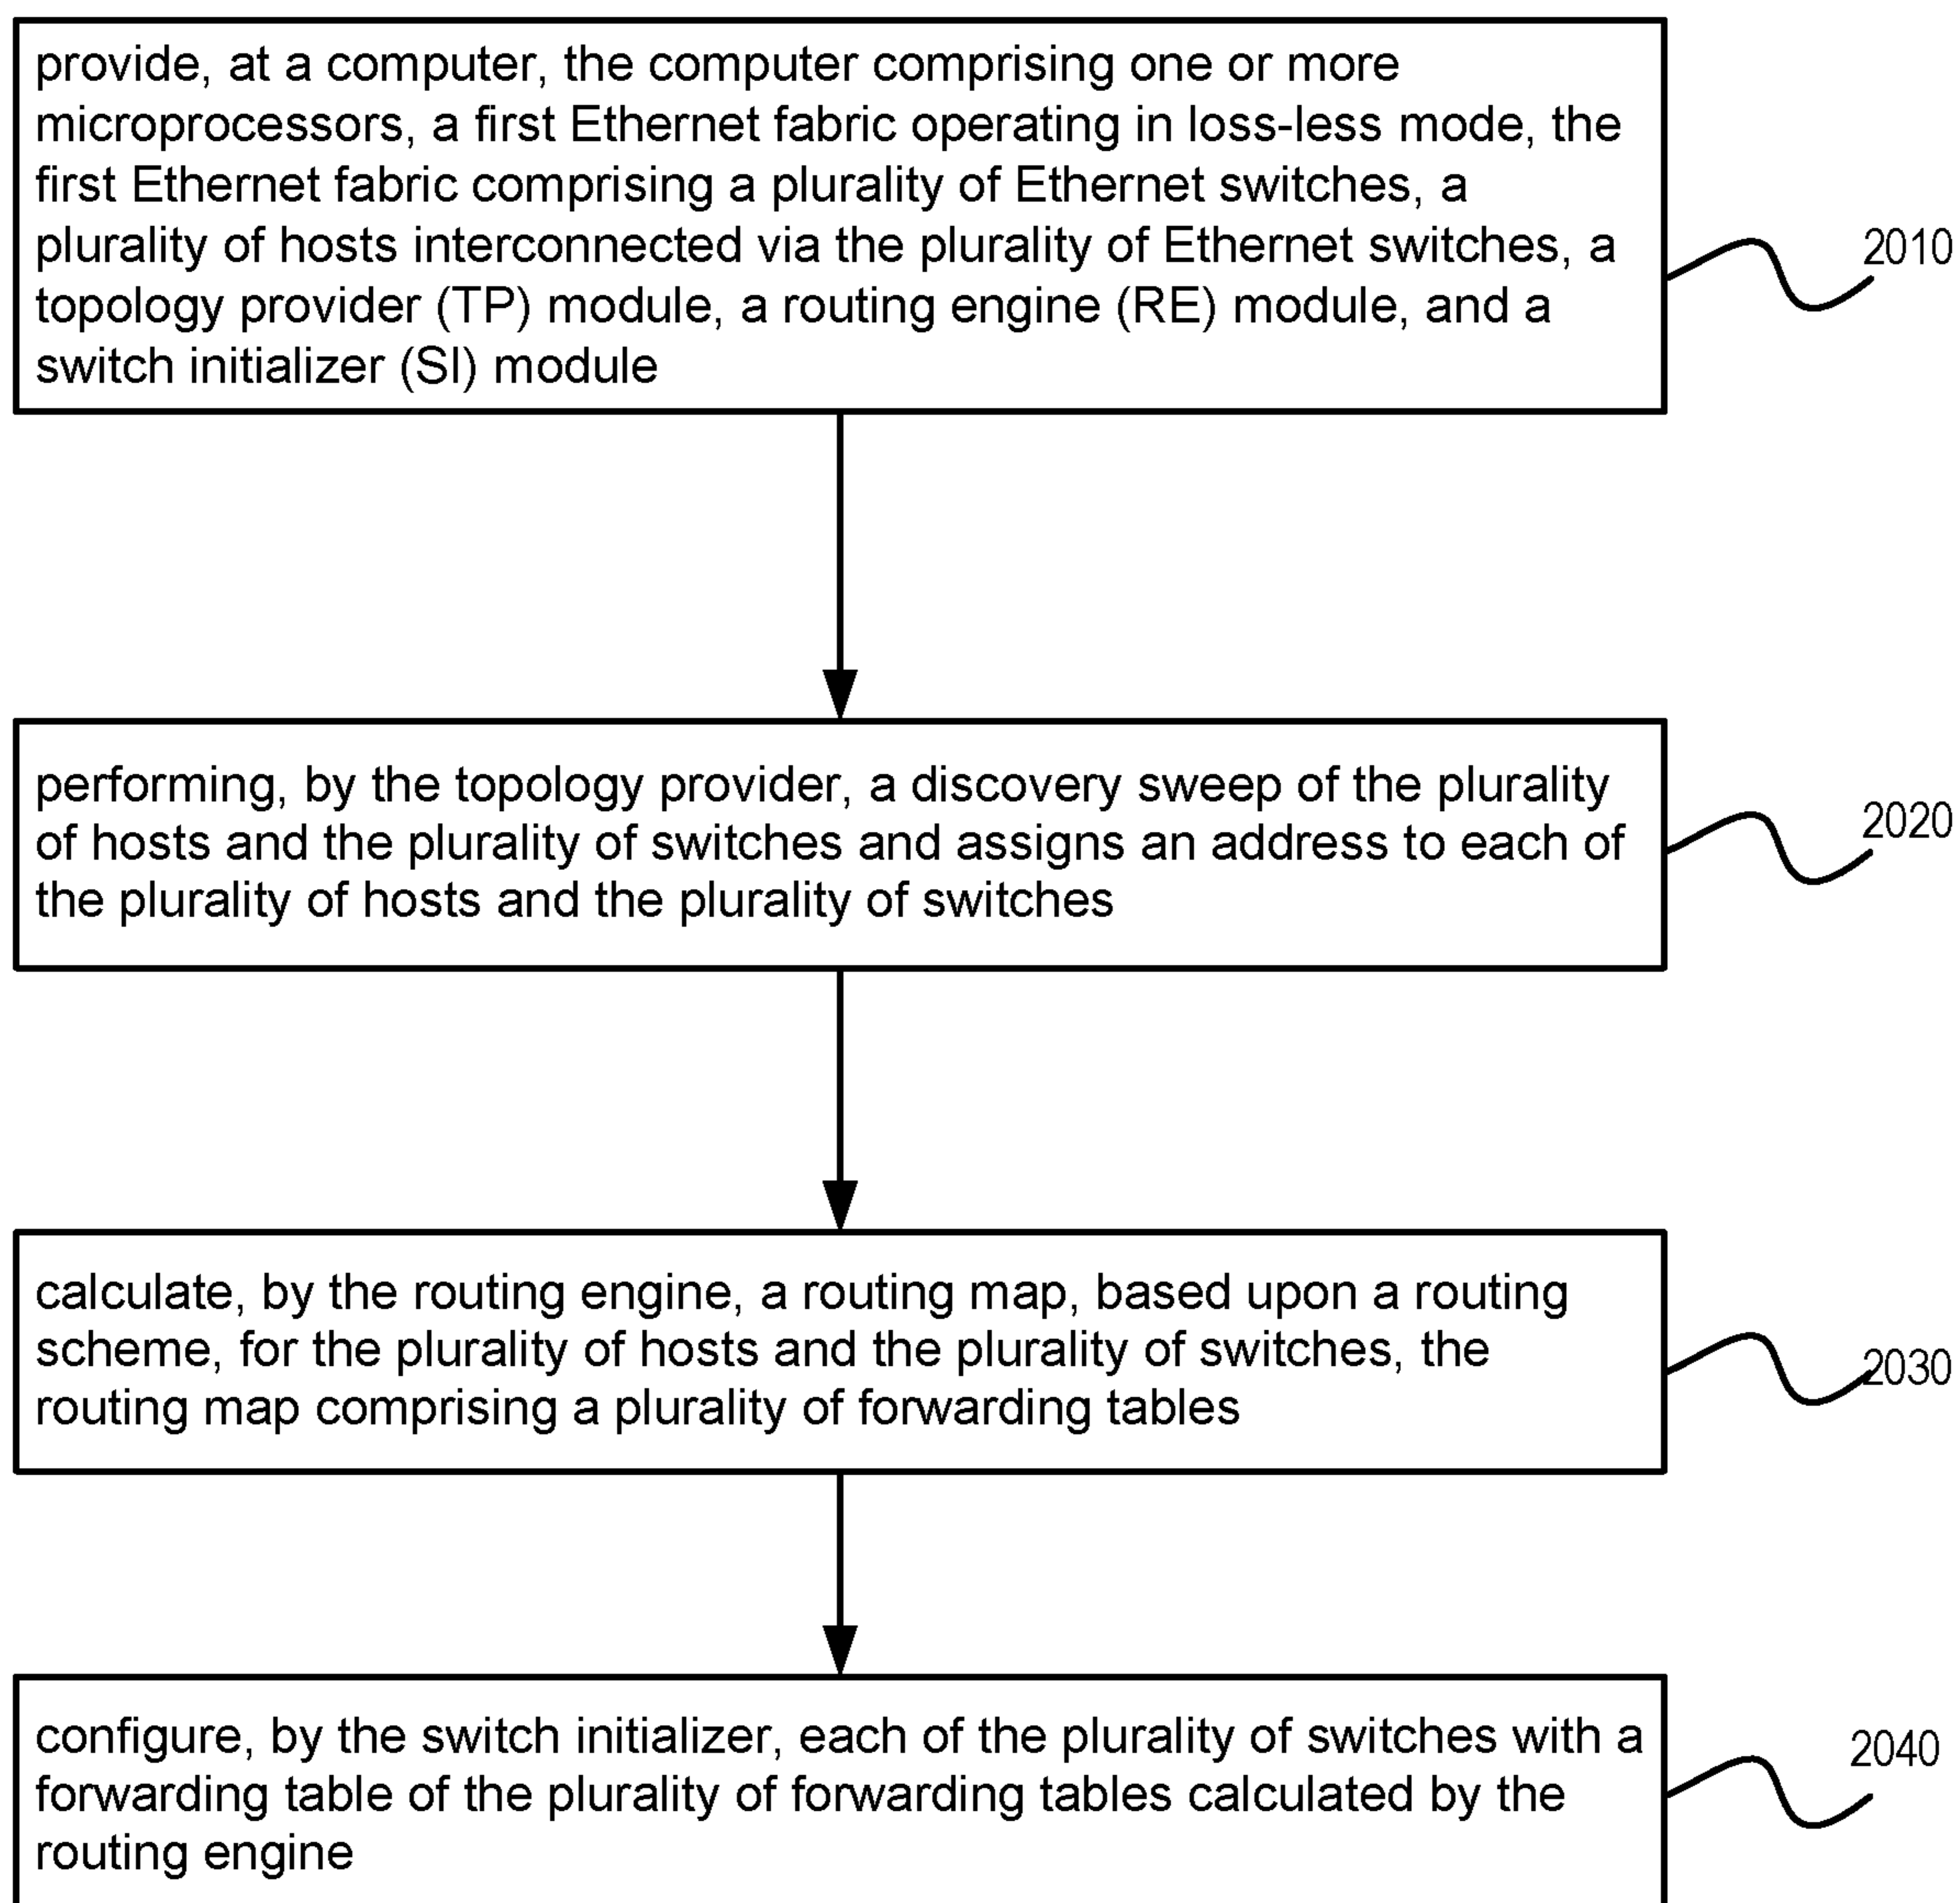 provide, at a computer, the computer comprising one or more
microprocessors, a first Ethernet fabric operating in loss-less mode, the
first Ethernet fabric comprising a plurality of Ethernet switches, a
plurality of hosts interconnected via the plurality of Ethernet switches, a
topology provider (TP) module, a routing engine (RE) module, and a
switch initializer (SI) module
2010
performing, by the topology provider, a discovery sweep of the plurality
of hosts and the plurality of switches and assigns an address to each of
the plurality of hosts and the plurality of switches
2020
calculate, by the routing engine, a routing map, based upon a routing
scheme, for the plurality of hosts and the plurality of switches, the
routing map comprising a plurality of forwarding tables
2030
configure, by the switch initializer, each of the plurality of switches with a
forwarding table of the plurality of forwarding tables calculated by the
routing engine
2040